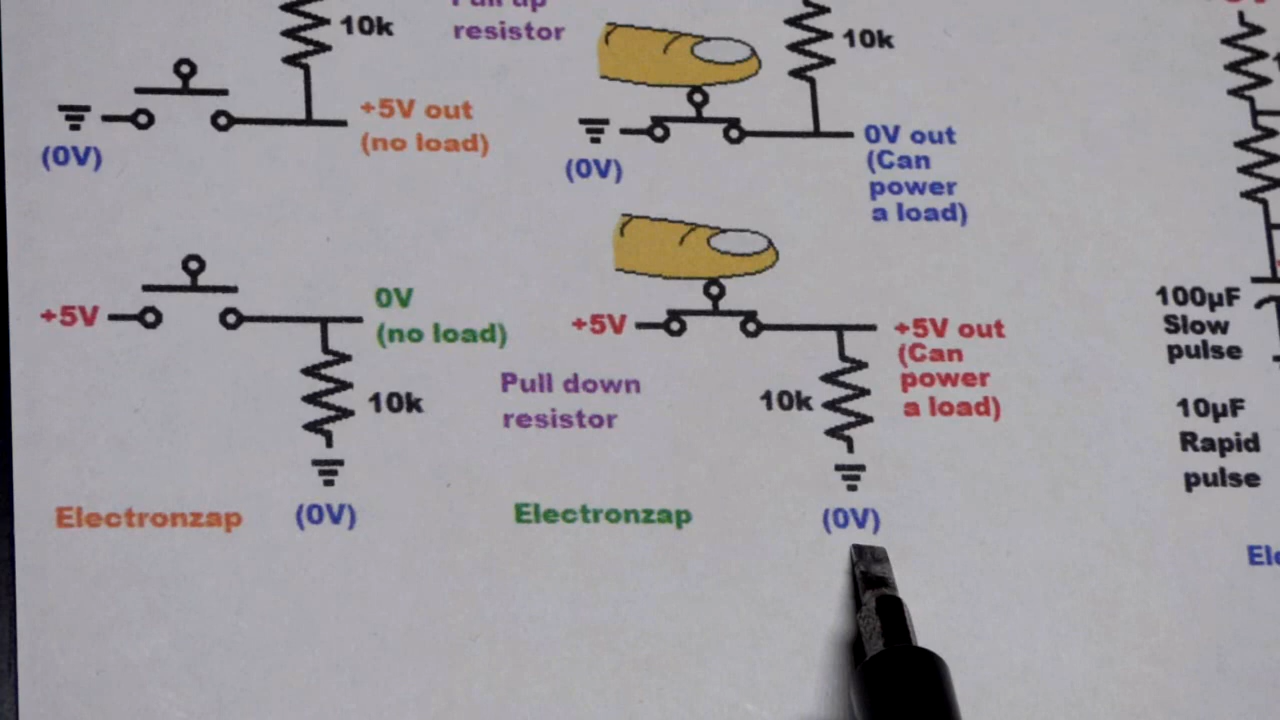 Pull up
resistor
10k
+5V out
(no load)
(0V)
10k
0V out
(Can
power
a load)
(0V)
+5V
0V
(no load)
10k
(0V)
Electronzap
Pull down
resistor
+5V
+5V out
(Can
power
a load)
10k
(0V)
Electronzap
100µF
Slow
pulse
10µF
Rapid
pulse